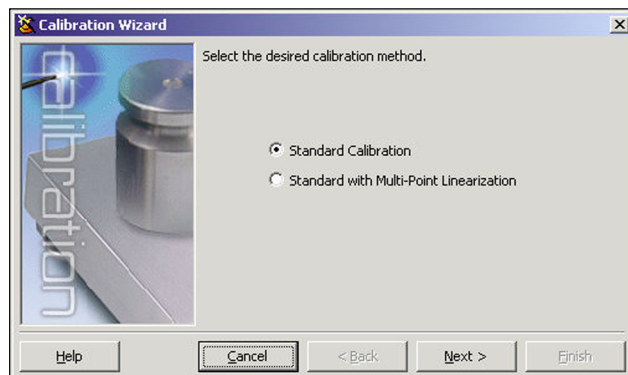 Calibration Wizard
calibration
Select the desired calibration method.
Standard Calibration
Standard with Multi-Point Linearization
Help
Cancel
< Back
Next >
Finish